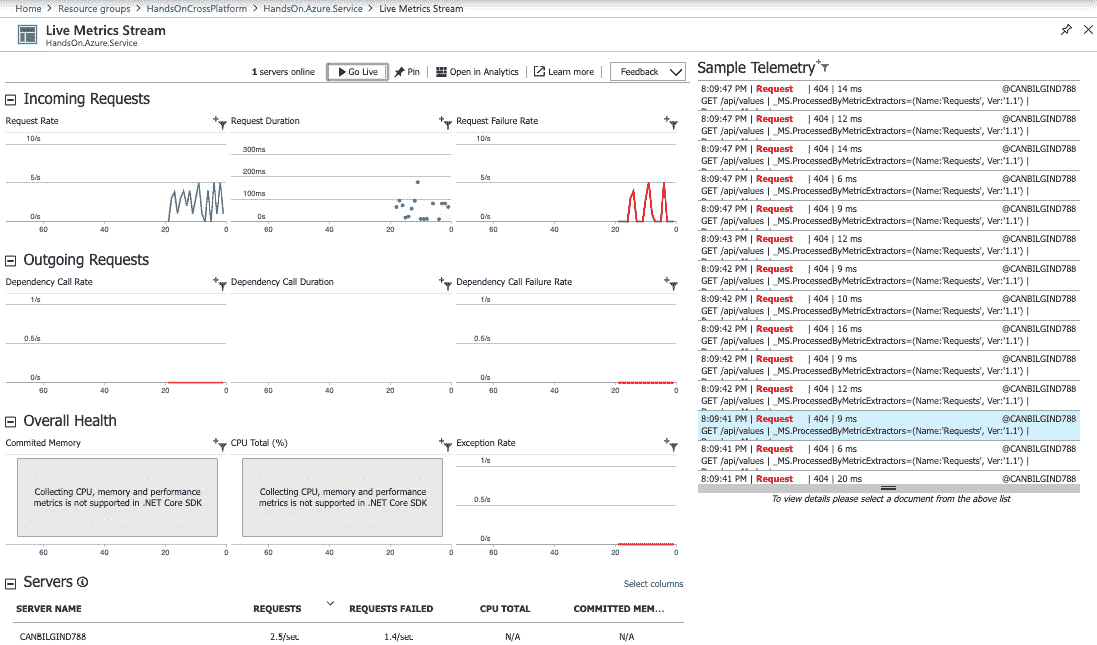 Home > Resource groups > HandsOnCrossPlatform > HandsOn.Azure.Service > Live Metrics Stream
Live Metrics Stream
HandsOn.Azure.Service
1 servers online Go Live Pin Open in Analytics Learn more Feedback
Incoming Requests
Request Rate Request Duration Request Failure Rate
10/s 300ms 10/s
200ms
5/s 5/s
100ms
0/s 0s 0/s
60 40 20 0 60 40 20 0 60 40 20 0
Outgoing Requests
Dependency Call Rate Dependency Call Duration Dependency Call Failure Rate
1/s 1/s
0.5/s 0.5/s
0/s 0/s
60 40 20 0 60 40 20 0 60 40 20 0
Overall Health
Commited Memory CPU Total (%) Exception Rate
1/s
Collecting CPU, memory and performance Collecting CPU, memory and performance
metrics is not supported in .NET Core SDK metrics is not supported in .NET Core SDK
0.5/s
0/s
60 40 20 0 60 40 20 0 60 40 20 0
Servers
Select columns
SERVER NAME REQUESTS REQUESTS FAILED CPU TOTAL COMMITTED MEM...
CANBILGIND788 2.5/sec 1.4/sec N/A N/A
Sample Telemetry
8:09:47 PM | Request | 404 | 14 ms @CANBILGIND788
GET /api/values | _MS.ProcessedByMetricExtractors=(Name:'Requests', Ver:'1.1') |
8:09:47 PM | Request | 404 | 12 ms @CANBILGIND788
GET /api/values | _MS.ProcessedByMetricExtractors=(Name:'Requests', Ver:'1.1') |
8:09:47 PM | Request | 404 | 14 ms @CANBILGIND788
GET /api/values | _MS.ProcessedByMetricExtractors=(Name:'Requests', Ver:'1.1') |
8:09:47 PM | Request | 404 | 6 ms @CANBILGIND788
GET /api/values | _MS.ProcessedByMetricExtractors=(Name:'Requests', Ver:'1.1') |
8:09:47 PM | Request | 404 | 9 ms @CANBILGIND788
GET /api/values | _MS.ProcessedByMetricExtractors=(Name:'Requests', Ver:'1.1') |
8:09:43 PM | Request | 404 | 12 ms @CANBILGIND788
GET /api/values | _MS.ProcessedByMetricExtractors=(Name:'Requests', Ver:'1.1') |
8:09:42 PM | Request | 404 | 9 ms @CANBILGIND788
GET /api/values | _MS.ProcessedByMetricExtractors=(Name:'Requests', Ver:'1.1') |
8:09:42 PM | Request | 404 | 10 ms @CANBILGIND788
GET /api/values | _MS.ProcessedByMetricExtractors=(Name:'Requests', Ver:'1.1') |
8:09:42 PM | Request | 404 | 16 ms @CANBILGIND788
GET /api/values | _MS.ProcessedByMetricExtractors=(Name:'Requests', Ver:'1.1') |
8:09:42 PM | Request | 404 | 9 ms @CANBILGIND788
GET /api/values | _MS.ProcessedByMetricExtractors=(Name:'Requests', Ver:'1.1') |
8:09:42 PM | Request | 404 | 12 ms @CANBILGIND788
GET /api/values | _MS.ProcessedByMetricExtractors=(Name:'Requests', Ver:'1.1') |
8:09:41 PM | Request | 404 | 9 ms @CANBILGIND788
GET /api/values | _MS.ProcessedByMetricExtractors=(Name:'Requests', Ver:'1.1') |
8:09:41 PM | Request | 404 | 6 ms @CANBILGIND788
GET /api/values | _MS.ProcessedByMetricExtractors=(Name:'Requests', Ver:'1.1') |
8:09:41 PM | Request | 404 | 20 ms @CANBILGIND788
To view details please select a document from the above list